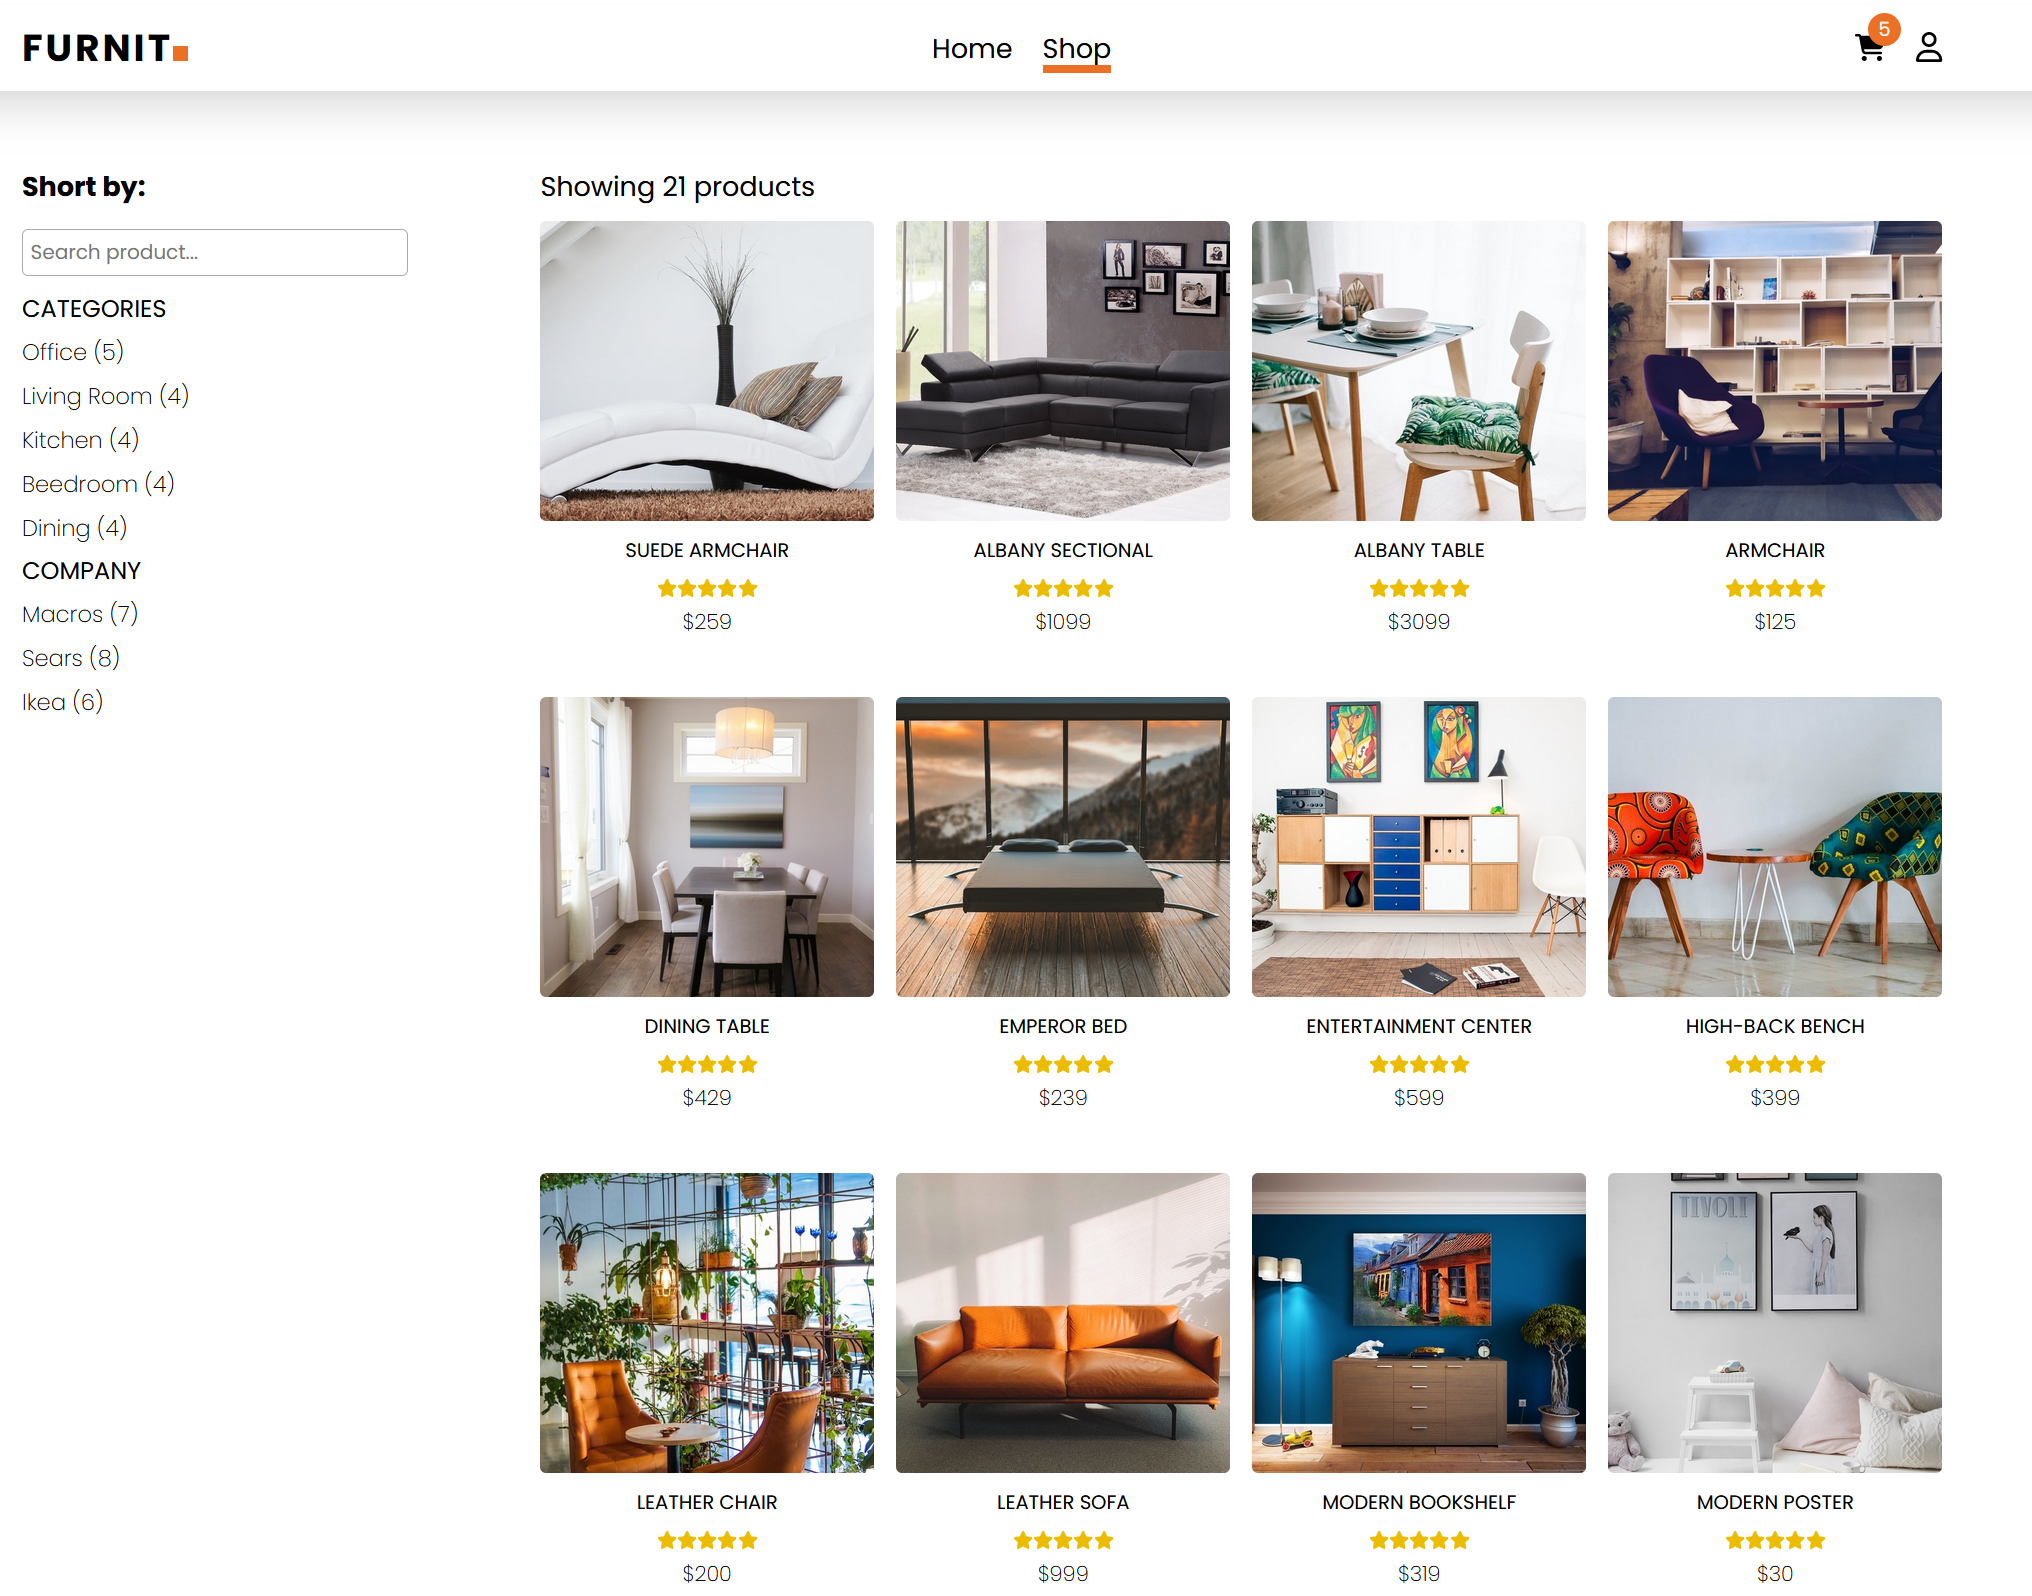 FURNIT
Home Shop
5
Short by:
Search product...
CATEGORIES
Office (5)
Living Room (4)
Kitchen (4)
Beedroom (4)
Dining (4)
COMPANY
Macros (7)
Sears (8)
Ikea (6)
Showing 21 products
SUEDE ARMCHAIR
$259
ALBANY SECTIONAL
$1099
ALBANY TABLE
$3099
ARMCHAIR
$125
DINING TABLE
$429
EMPEROR BED
$239
ENTERTAINMENT CENTER
$599
HIGH-BACK BENCH
$399
TIVOLI
LEATHER CHAIR
$200
LEATHER SOFA
$999
MODERN BOOKSHELF
$319
MODERN POSTER
$30